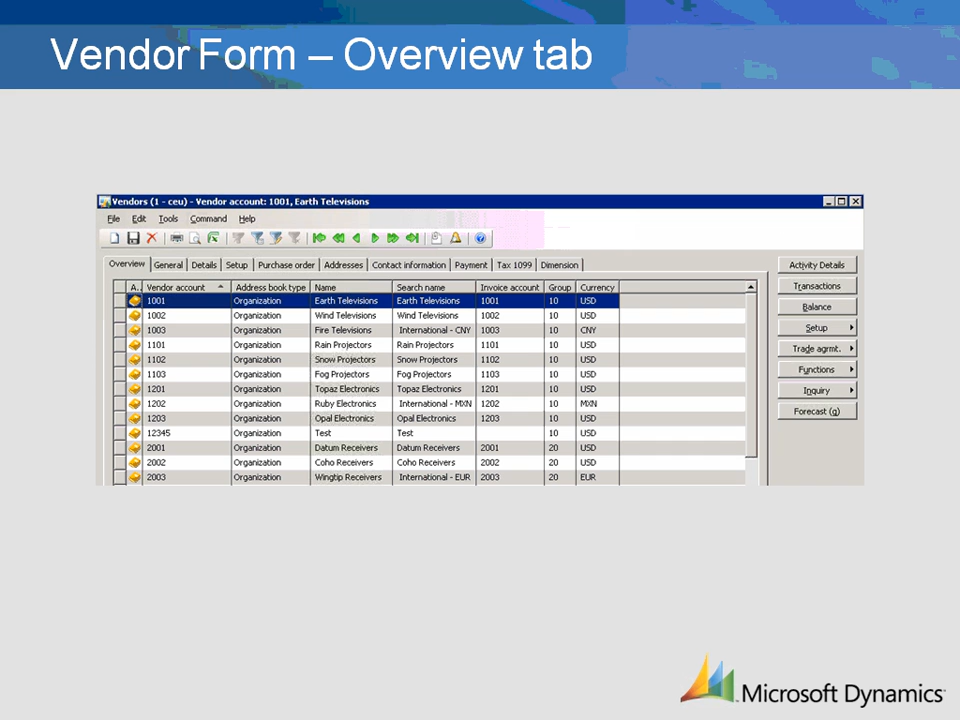 Vendor Form – Overview tab
Vendors (1 - ceu) - Vendor account: 1001, Earth Televisions
File Edit Tools Command Help
Overview General Details Setup Purchase order Addresses Contact information Payment Tax 1099 Dimension
A.. Vendor account Address book type Name Search name Invoice account Group Currency
1001 Organization Earth Televisions Earth Televisions 1001 10 USD
1002 Organization Wind Televisions Wind Televisions 1002 10 USD
1003 Organization Fire Televisions International - CNY 1003 10 CNY
1101 Organization Rain Projectors Rain Projectors 1101 10 USD
1102 Organization Snow Projectors Snow Projectors 1102 10 USD
1103 Organization Fog Projectors Fog Projectors 1103 10 USD
1201 Organization Topaz Electronics Topaz Electronics 1201 10 USD
1202 Organization Ruby Electronics International - MXN 1202 10 MXN
1203 Organization Opal Electronics Opal Electronics 1203 10 USD
12345 Organization Test Test 10 USD
2001 Organization Datum Receivers Datum Receivers 2001 20 USD
2002 Organization Coho Receivers Coho Receivers 2002 20 USD
2003 Organization Wingtip Receivers International - EUR 2003 20 EUR
Activity Details
Transactions
Balance
Setup
Trade agrmt.
Functions
Inquiry
Forecast (g)
Microsoft Dynamics